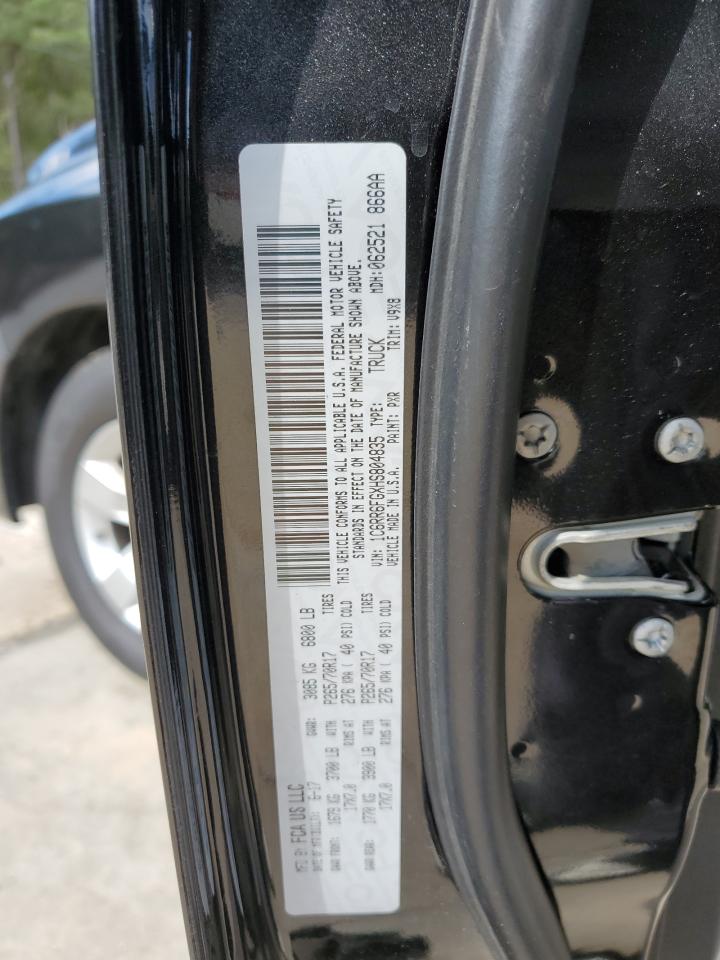 MFD BY: FCA US LLC GVWR: 3085 KG 6800 LB
DATE OF MFR 6-17
GAWR FRONT: 1679 KG 3700 LB WITH P265/70R17 TIRES
17X7.0 RIMS AT 276 KPA ( 40 PSI) COLD
GAWR REAR: 1770 KG 3900 LB WITH P265/70R17 TIRES
17X7.0 RIMS AT 276 KPA ( 40 PSI) COLD
THIS VEHICLE CONFORMS TO ALL APPLICABLE U.S.A. FEDERAL MOTOR VEHICLE SAFETY
STANDARDS IN EFFECT ON THE DATE OF MANUFACTURE SHOWN ABOVE.
VIN: 1C6RR6FGXHS804835 TYPE: TRUCK MDH:062521 866AA
VEHICLE MADE IN U.S.A. PAINT: PXR TRIM: V9X8